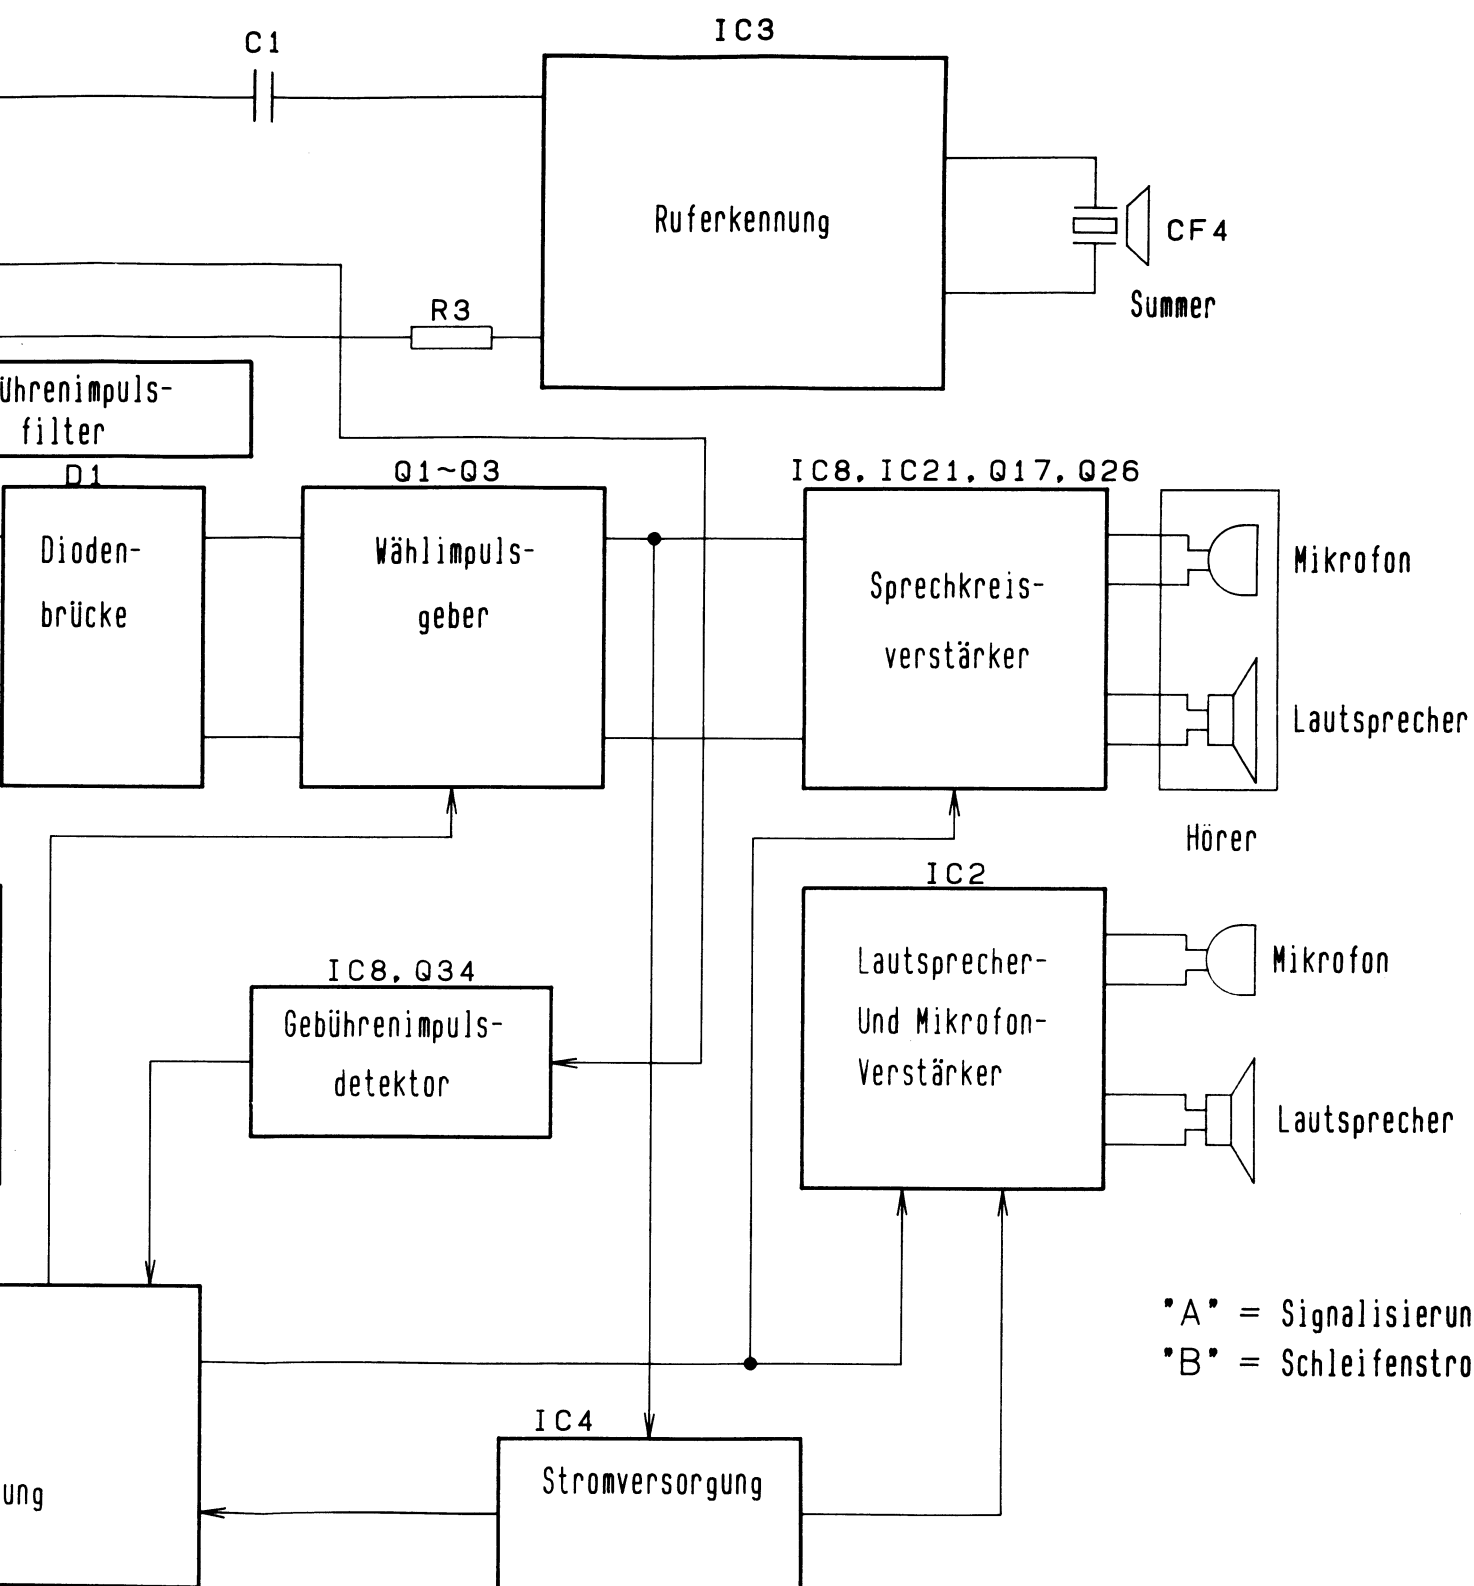 C1
IC3
Ruferkennung
CF4
Summer
R3
ührenimpuls-
filter
D1
Dioden-
brücke
Q1~Q3
Wählimpuls-
geber
IC8, IC21, Q17, Q26
Sprechkreis-
verstärker
Mikrofon
Lautsprecher
Hörer
IC2
Lautsprecher-
Und Mikrofon-
Verstärker
Mikrofon
Lautsprecher
IC8, Q34
Gebührenimpuls-
detektor
"A" = Signalisierun
"B" = Schleifenstro
IC4
Stromversorgung
ung